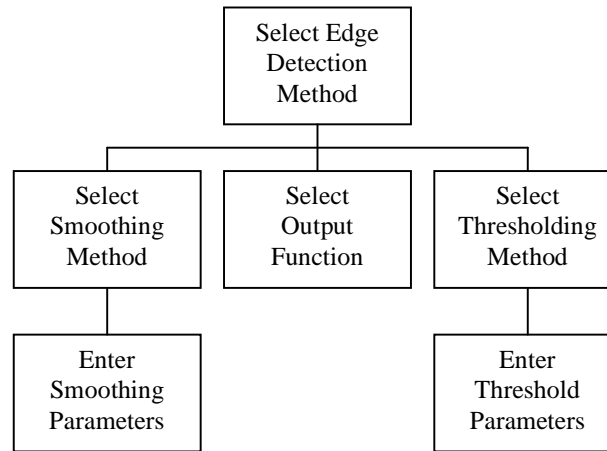 Select Edge
Detection
Method
Select
Smoothing
Method
Select
Output
Function
Select
Thresholding
Method
Enter
Smoothing
Parameters
Enter
Threshold
Parameters